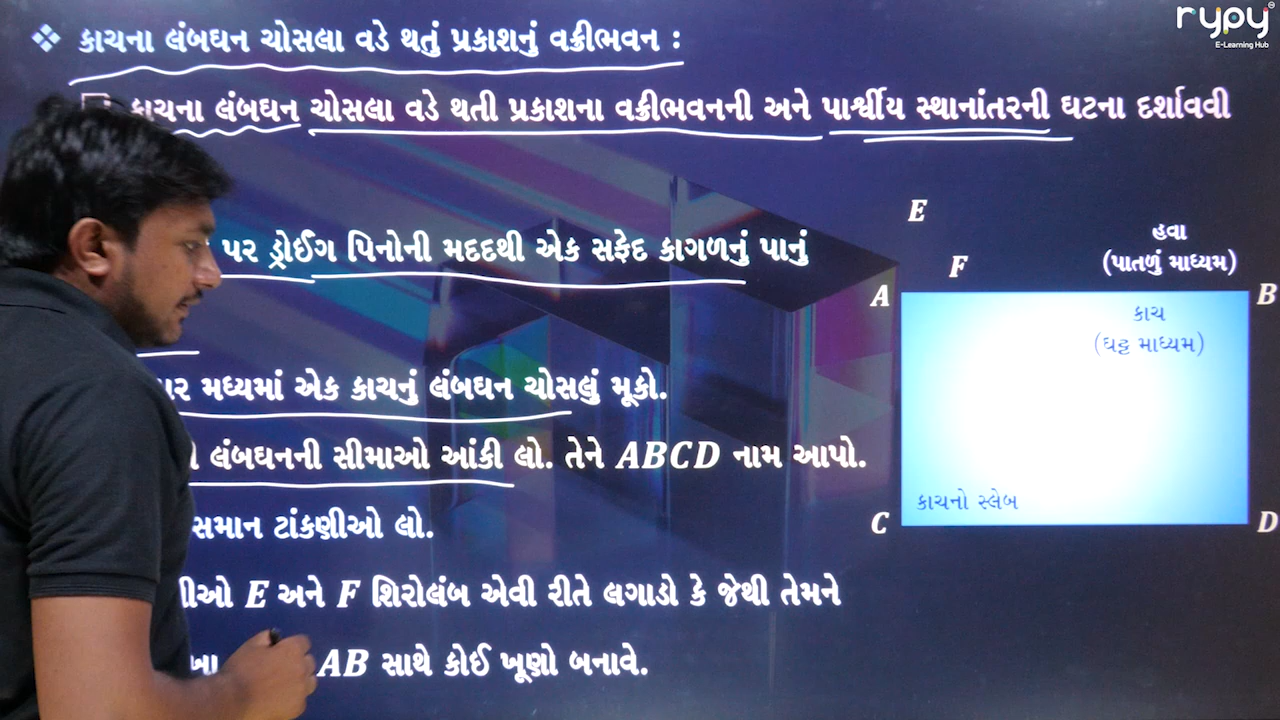 rypy
E-Learning Hub
કાચના લંબઘન ચોસલા વડે થતું પ્રકાશનું વક્રીભવન :
કાચના લંબઘન ચોસલા વડે થતી પ્રકાશના વક્રીભવનની અને પાર્શ્વીય સ્થાનાંતરની ઘટના દર્શાવવી
પર ડ્રોઈંગ પિનોની મદદથી એક સફેદ કાગળનું પાનું
મધ્યમાં એક કાચનું લંબઘન ચોસલું મૂકો.
લંબઘનની સીમાઓ આંકી લો. તેને ABCD નામ આપો.
સમાન ટાંકણીઓ લો.
E અને F શિરોલંબ એવી રીતે લગાડો કે જેથી તેમને
AB સાથે કોઈ ખૂણો બનાવે.
E
F
હવા
(પાતળું માધ્યમ)
A
B
કાચ
(ઘટ્ટ માધ્યમ)
કાચનો સ્લેબ
C
D